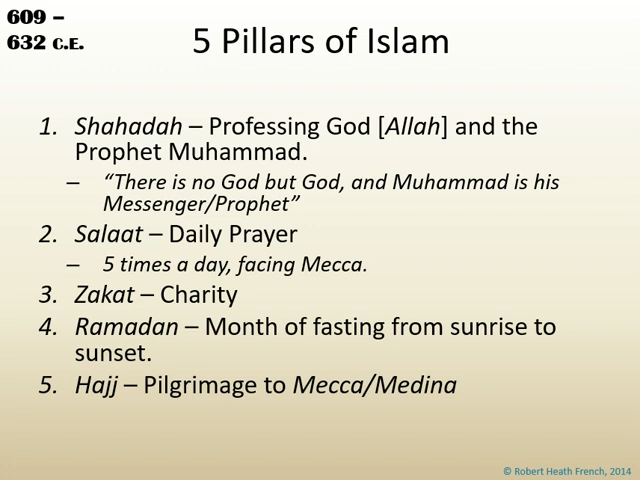 609 –
632 C.E.
5 Pillars of Islam
1. Shahadah – Professing God [Allah] and the
Prophet Muhammad.
– “There is no God but God, and Muhammad is his
Messenger/Prophet”
2. Salaat – Daily Prayer
– 5 times a day, facing Mecca.
3. Zakat – Charity
4. Ramadan – Month of fasting from sunrise to
sunset.
5. Hajj – Pilgrimage to Mecca/Medina
© Robert Heath French, 2014